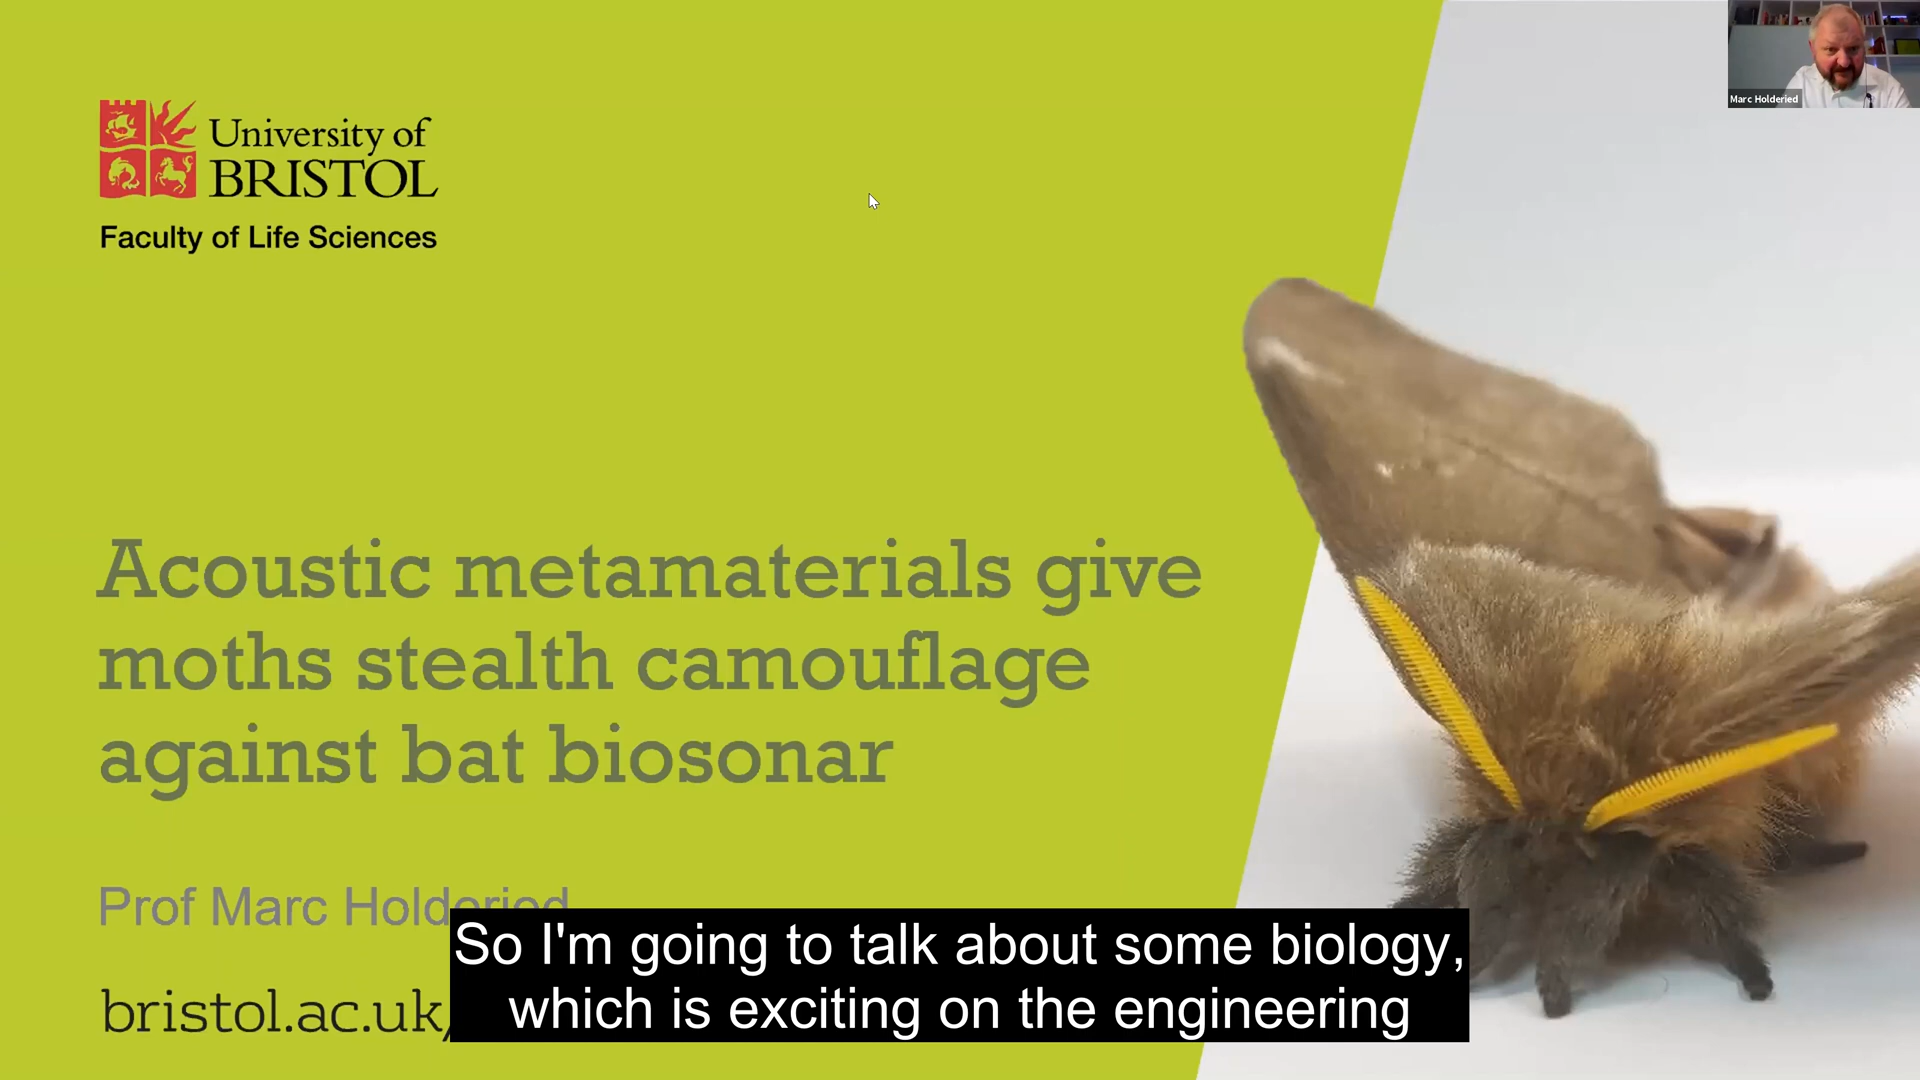 University of
BRISTOL
Faculty of Life Sciences
Marc Holderied
Acoustic metamaterials give
moths stealth camouflage
against bat biosonar
Prof Marc Holderied
bristol.ac.uk/
So I'm going to talk about some biology,
which is exciting on the engineering